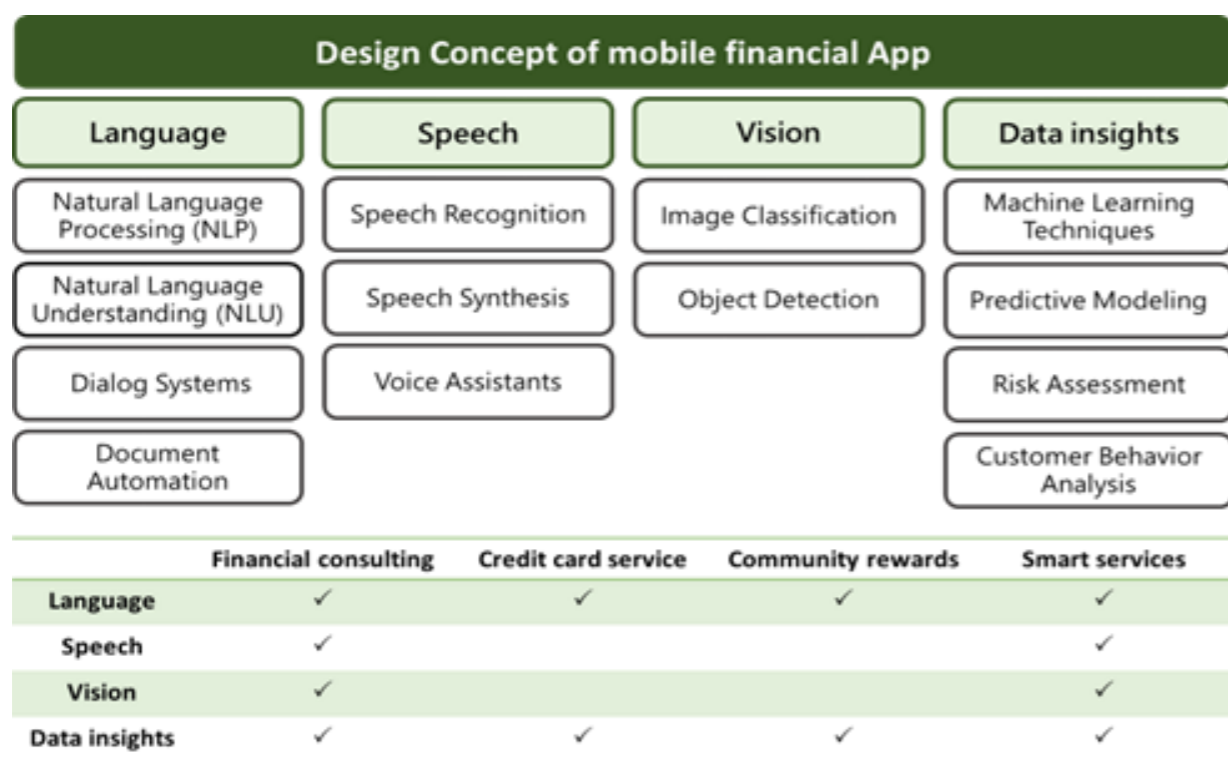 Design Concept of mobile financial App
Language
Speech
Vision
Data insights
Natural Language
Processing (NLP)
Speech Recognition
Image Classification
Machine Learning
Techniques
Natural Language
Understanding (NLU)
Speech Synthesis
Object Detection
Predictive Modeling
Dialog Systems
Voice Assistants
Risk Assessment
Document
Automation
Customer Behavior
Analysis
Financial consulting Credit card service Community rewards Smart services
Language ✓ ✓ ✓ ✓
Speech ✓ ✓
Vision ✓ ✓
Data insights ✓ ✓ ✓ ✓